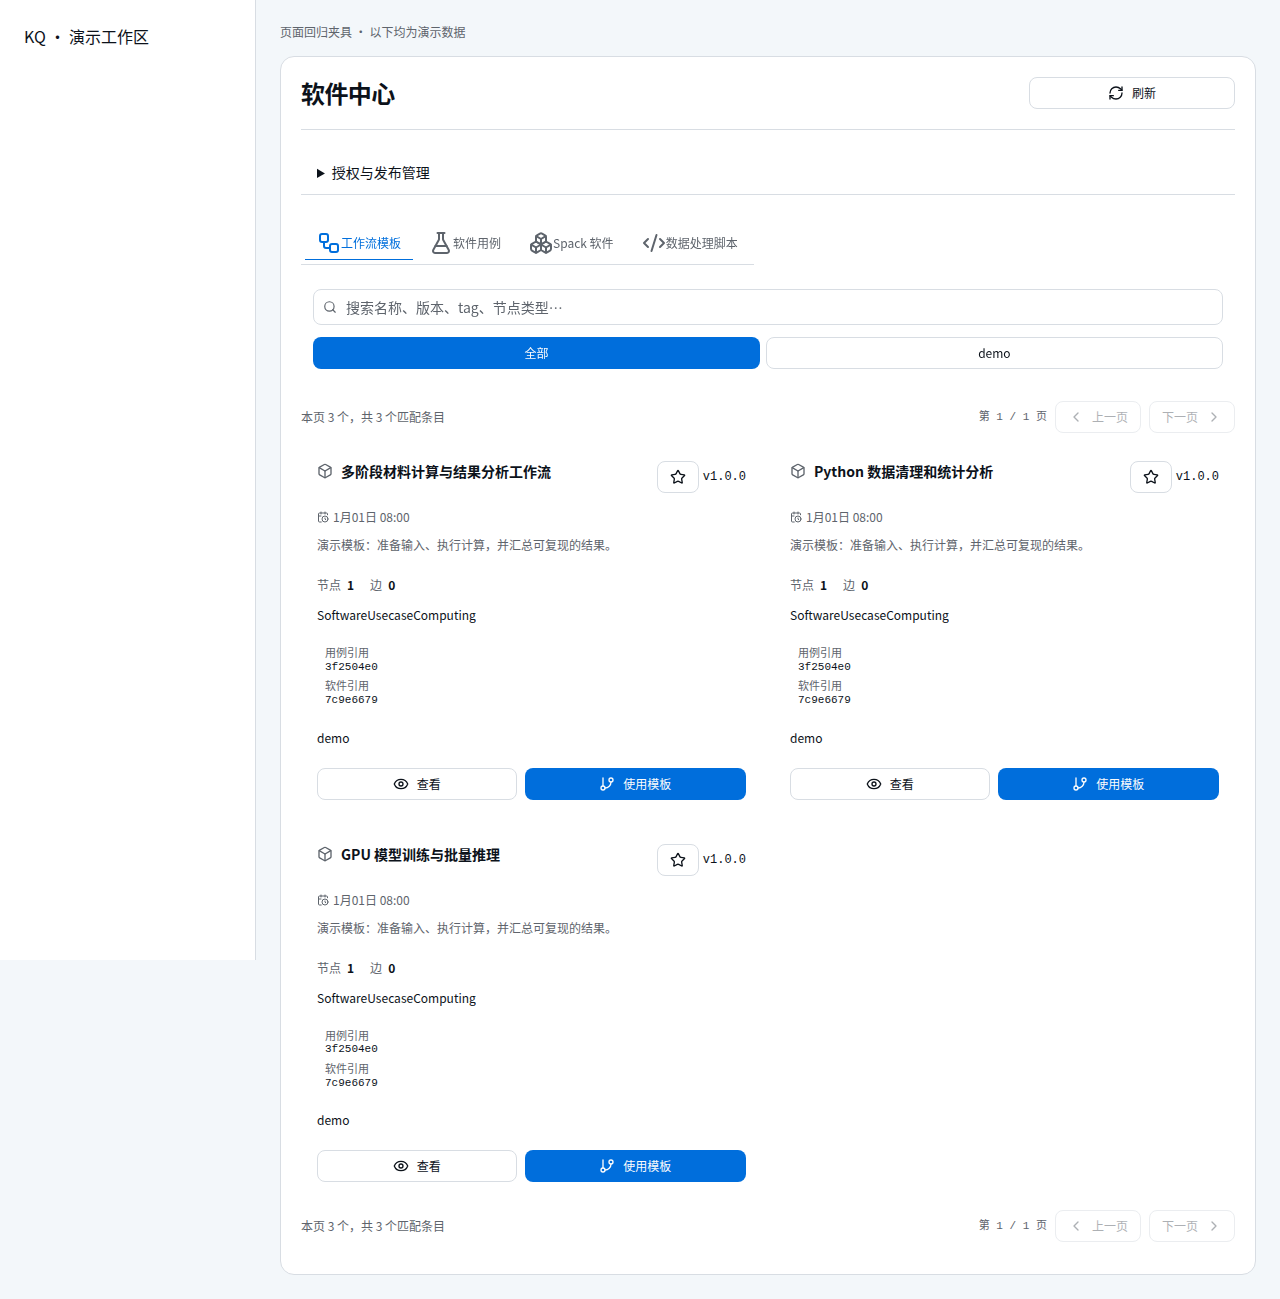 KQ · 演示工作区
页面回归夹具 · 以下均为演示数据
软件中心
刷新
授权与发布管理
工作流模板 软件用例 Spack 软件 数据处理脚本
搜索名称、版本、tag、节点类型…
全部 demo
本页 3 个，共 3 个匹配条目 第 1 / 1 页 上一页 下一页
多阶段材料计算与结果分析工作流 v1.0.0
1月01日 08:00
演示模板：准备输入、执行计算，并汇总可复现的结果。
节点 1 边 0
SoftwareUsecaseComputing
用例引用
3f2504e0
软件引用
7c9e6679
demo
查看 使用模板
Python 数据清理和统计分析 v1.0.0
1月01日 08:00
演示模板：准备输入、执行计算，并汇总可复现的结果。
节点 1 边 0
SoftwareUsecaseComputing
用例引用
3f2504e0
软件引用
7c9e6679
demo
查看 使用模板
GPU 模型训练与批量推理 v1.0.0
1月01日 08:00
演示模板：准备输入、执行计算，并汇总可复现的结果。
节点 1 边 0
SoftwareUsecaseComputing
用例引用
3f2504e0
软件引用
7c9e6679
demo
查看 使用模板
本页 3 个，共 3 个匹配条目 第 1 / 1 页 上一页 下一页